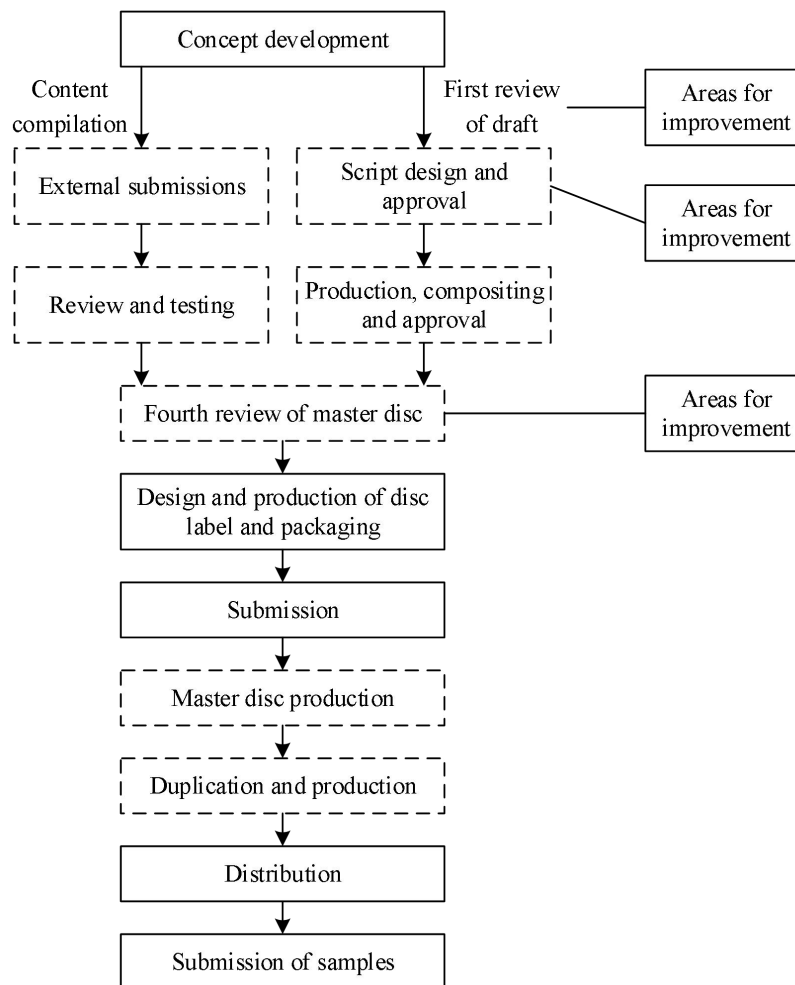 Concept development
Content
compilation
First review
of draft
Areas for
improvement
External submissions
Script design and
approval
Areas for
improvement
Review and testing
Production, compositing
and approval
Fourth review of master disc
Areas for
improvement
Design and production of disc
label and packaging
Submission
Master disc production
Duplication and production
Distribution
Submission of samples